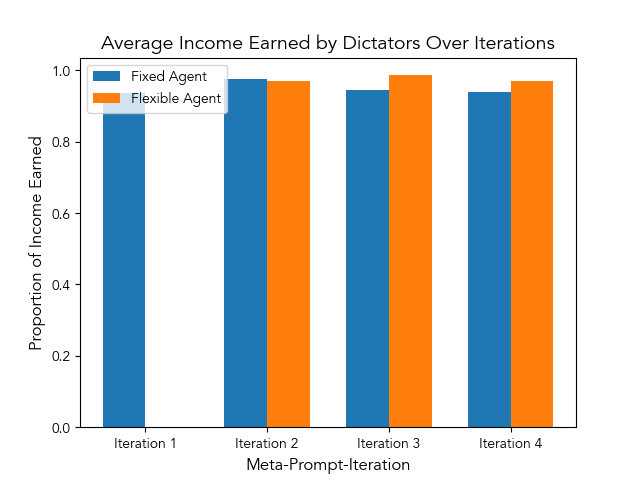 Average Income Earned by Dictators Over Iterations
1.0
0.8
0.6
0.4
0.2
0.0
Proportion of Income Earned
Fixed Agent
Flexible Agent
Iteration 1
Iteration 2
Iteration 3
Iteration 4
Meta-Prompt-Iteration